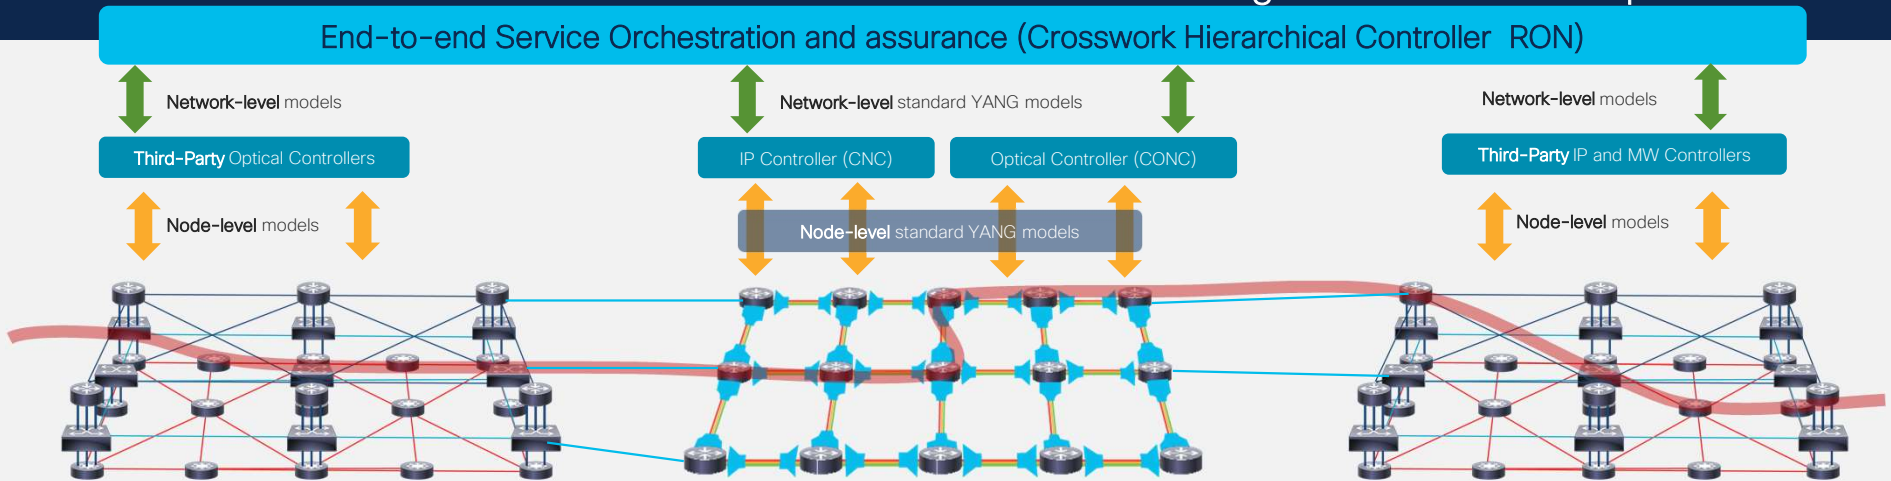 End-to-end Service Orchestration and assurance (Crosswork Hierarchical Controller RON)
Network-level models
Network-level standard YANG models
Network-level models
Third-Party Optical Controllers
IP Controller (CNC)
Optical Controller (CONC)
Third-Party IP and MW Controllers
Node-level models
Node-level standard YANG models
Node-level models